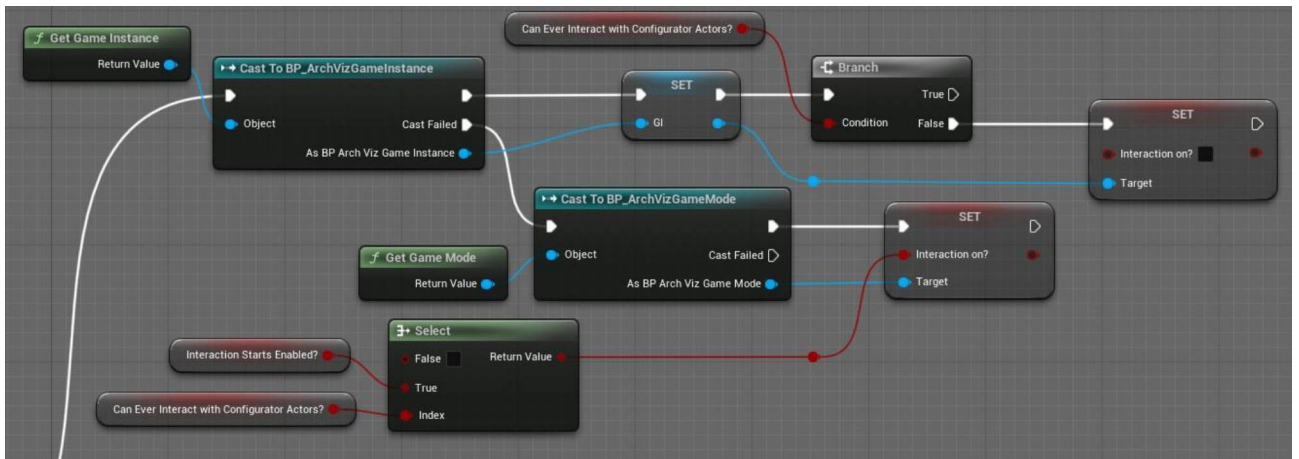 Can Ever Interact with Configurator Actors?
Get Game Instance
Return Value
Cast To BP_ArchVizGameInstance
Object
Cast Failed
As BP Arch Viz Game Instance
SET
GI
Branch
True
Condition
False
SET
Interaction on?
Target
Cast To BP_ArchVizGameMode
Object
Cast Failed
As BP Arch Viz Game Mode
SET
Interaction on?
Target
Get Game Mode
Return Value
Select
False
Return Value
True
Index
Interaction Starts Enabled?
Can Ever Interact with Configurator Actors?